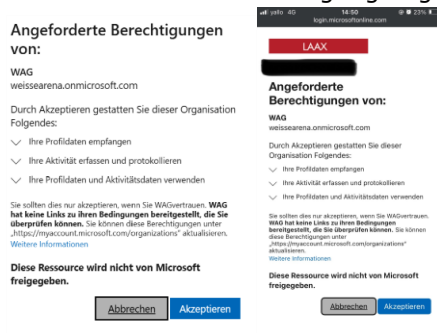 Angeforderte Berechtigungen
von:
WAG
weissearena.onmicrosoft.com
Durch Akzeptieren gestatten Sie dieser Organisation
Folgendes:
Ihre Profildaten empfangen
Ihre Aktivität erfassen und protokollieren
Ihre Profildaten und Aktivitätsdaten verwenden
Sie sollten dies nur akzeptieren, wenn Sie WAGvertrauen. WAG
hat keine Links zu ihren Bedingungen bereitgestellt, die Sie
überprüfen können. Sie können diese Berechtigungen unter
„https://myaccount.microsoft.com/organizations“ aktualisieren.
Weitere Informationen
Diese Ressource wird nicht von Microsoft
freigegeben.
Abbrechen Akzeptieren
yallo 4G 14:50 23%
login.microsoftonline.com
LAAX
Angeforderte
Berechtigungen von:
WAG
weissearena.onmicrosoft.com
Durch Akzeptieren gestatten Sie dieser
Organisation Folgendes:
Ihre Profildaten empfangen
Ihre Aktivität erfassen und protokollieren
Ihre Profildaten und Aktivitätsdaten verwenden
Sie sollten dies nur akzeptieren, wenn Sie WAGvertrauen.
WAG hat keine Links zu ihren Bedingungen
bereitgestellt, die Sie überprüfen können. Sie können
diese Berechtigungen unter
„https://myaccount.microsoft.com/organizations“
aktualisieren.
Weitere Informationen
Diese Ressource wird nicht von Microsoft
freigegeben.
Abbrechen Akzeptieren